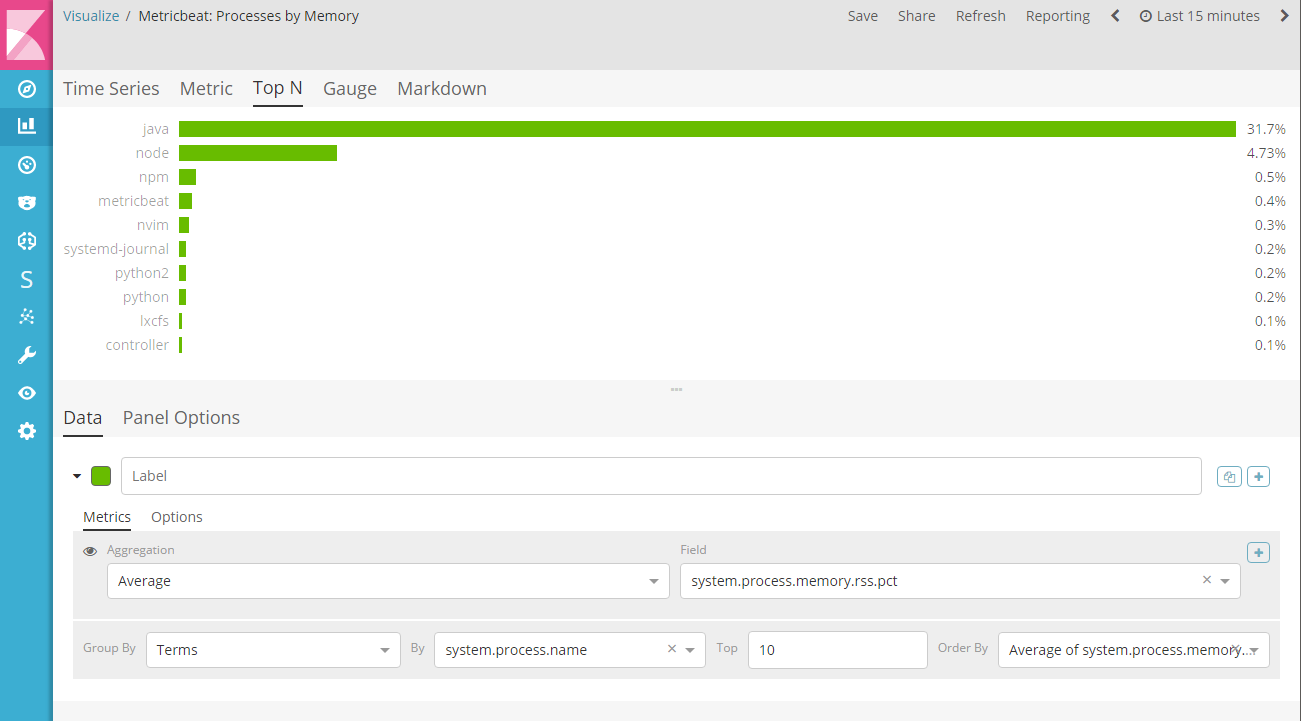 Visualize / Metricbeat: Processes by Memory Save Share Refresh Reporting Last 15 minutes
Time Series Metric Top N Gauge Markdown
java 31.7%
node 4.73%
npm 0.5%
metricbeat 0.4%
nvim 0.3%
systemd-journal 0.2%
python2 0.2%
python 0.2%
lxcfs 0.1%
controller 0.1%
Data Panel Options
Label
Metrics Options
Aggregation Field
Average system.process.memory.rss.pct
Group By Terms By system.process.name Top 10 Order By Average of system.process.memory...